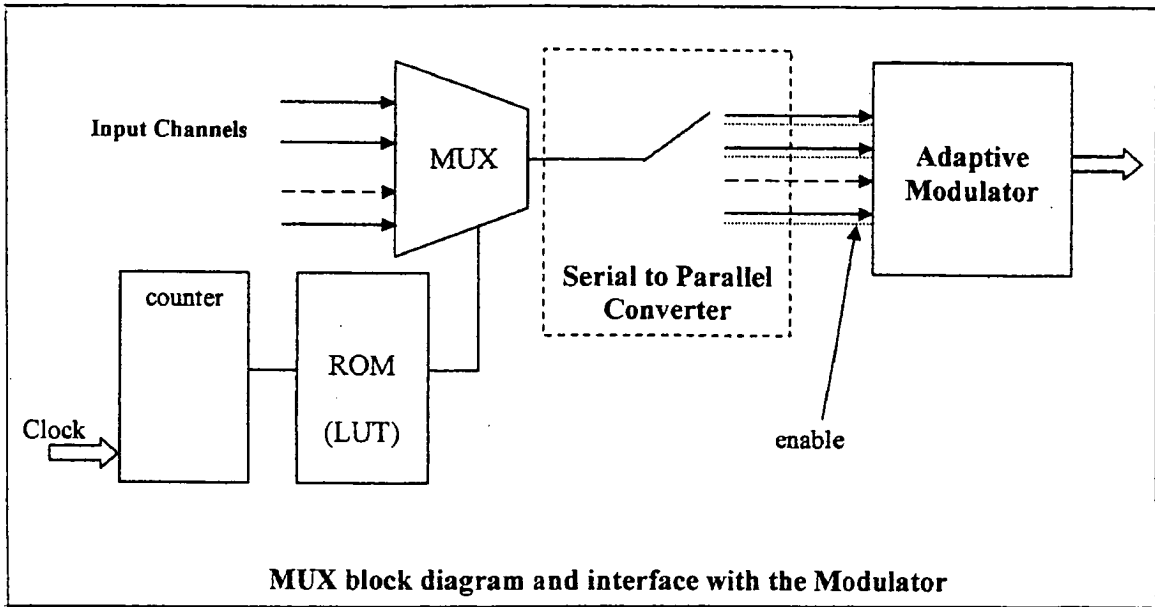 Input Channels
MUX
Serial to Parallel
Converter
Adaptive
Modulator
counter
ROM
(LUT)
Clock
enable
MUX block diagram and interface with the Modulator